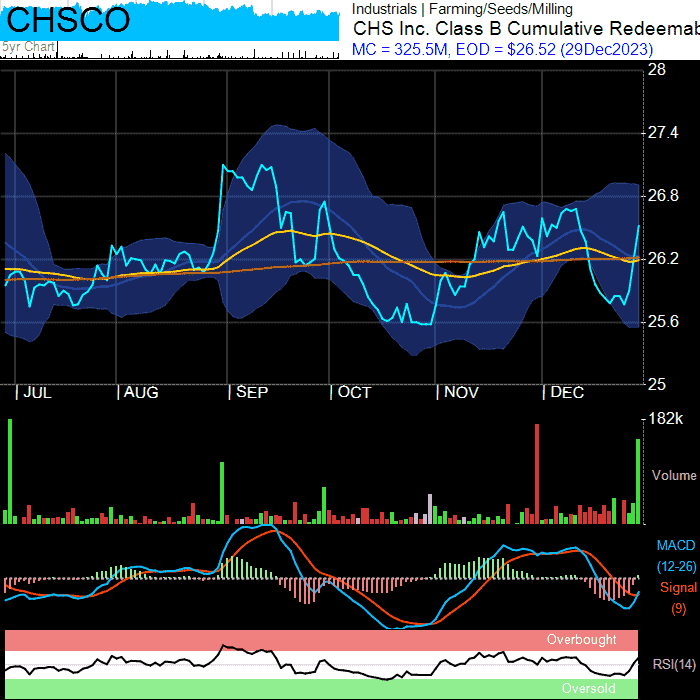 CHSCO
5yr Chart
Industrials | Farming/Seeds/Milling
CHS Inc. Class B Cumulative Redeemab
MC = 325.5M, EOD = $26.52 (29Dec2023)
28
27.4
26.8
26.2
25.6
25
JUL AUG SEP OCT NOV DEC
182k
Volume
MACD
(12-26)
Signal
(9)
Overbought
RSI(14)
Oversold